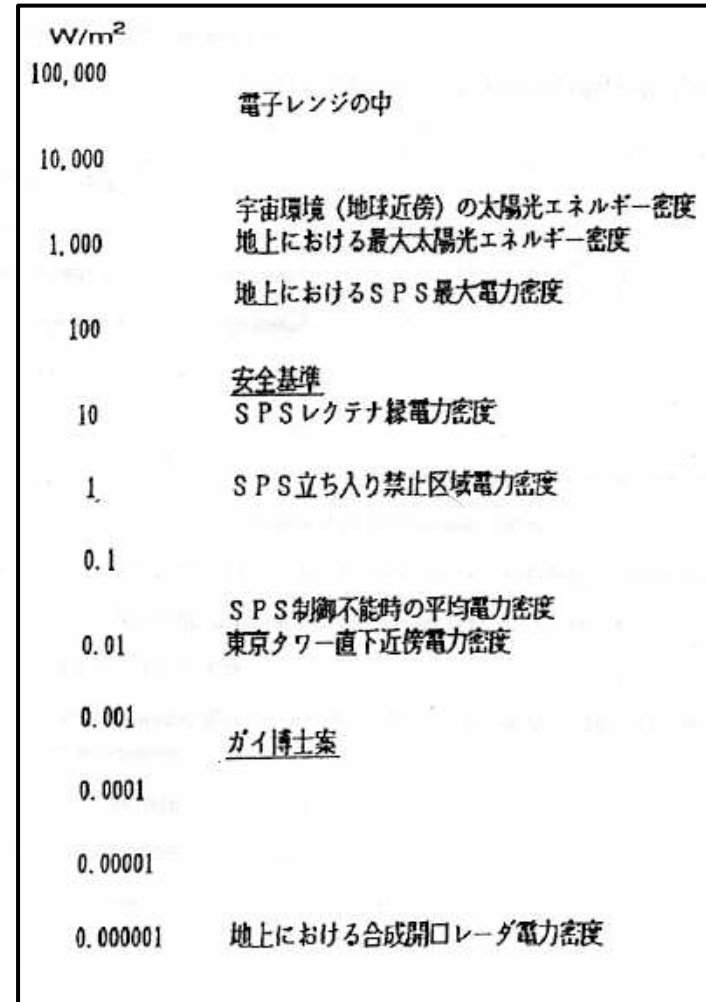 W/m²
100,000
電子レンジの中
10,000
宇宙環境（地球近傍）の太陽光エネルギー密度
1,000 地上における最大太陽光エネルギー密度
地上におけるＳＰＳ最大電力密度
100
安全基準
10 ＳＰＳレクテナ縁電力密度
1 ＳＰＳ立ち入り禁止区域電力密度
0.1
ＳＰＳ制御不能時の平均電力密度
0.01 東京タワー直下近傍電力密度
0.001
ガイ博士案
0.0001
0.00001
0.000001 地上における合成開口レーダ電力密度